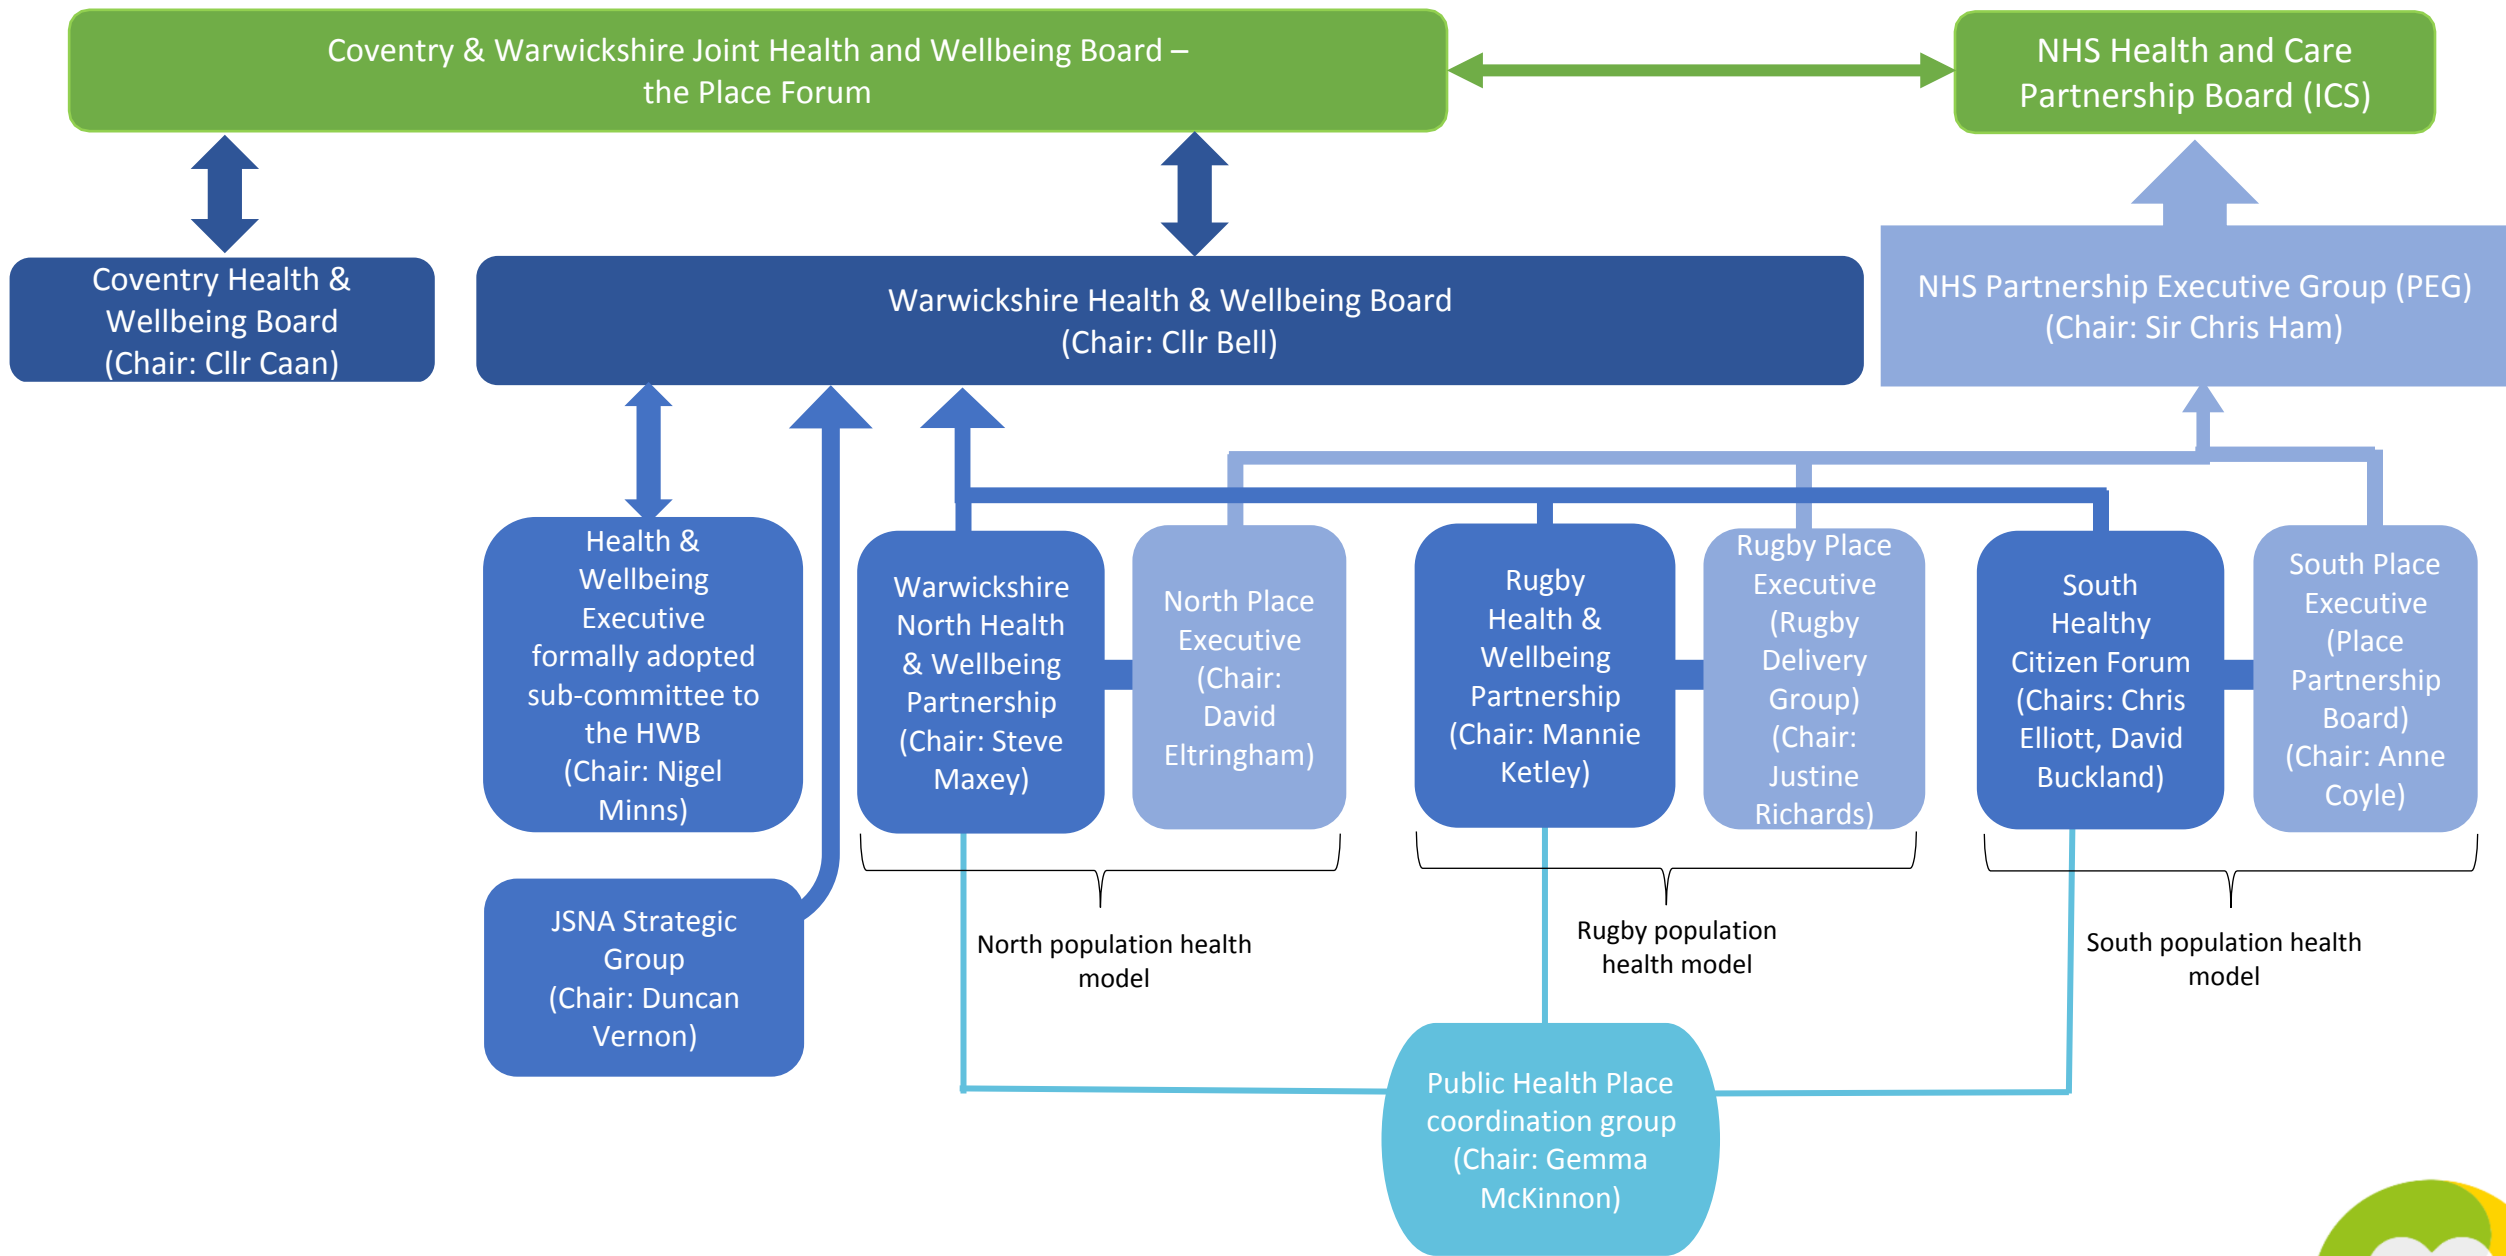 Coventry & Warwickshire Joint Health and Wellbeing Board –
the Place Forum
NHS Health and Care
Partnership Board (ICS)
Coventry Health &
Wellbeing Board
(Chair: Cllr Caan)
Warwickshire Health & Wellbeing Board
(Chair: Cllr Bell)
NHS Partnership Executive Group (PEG)
(Chair: Sir Chris Ham)
Health &
Wellbeing
Executive
formally adopted
sub-committee to
the HWB
(Chair: Nigel
Minns)
Warwickshire
North Health
& Wellbeing
Partnership
(Chair: Steve
Maxey)
North Place
Executive
(Chair:
David
Eltringham)
Rugby
Health &
Wellbeing
Partnership
(Chair: Mannie
Ketley)
Rugby Place
Executive
(Rugby
Delivery
Group)
(Chair:
Justine
Richards)
South
Healthy
Citizen Forum
(Chairs: Chris
Elliott, David
Buckland)
South Place
Executive
(Place
Partnership
Board)
(Chair: Anne
Coyle)
JSNA Strategic
Group
(Chair: Duncan
Vernon)
North population health
model
Rugby population
health model
South population health
model
Public Health Place
coordination group
(Chair: Gemma
McKinnon)